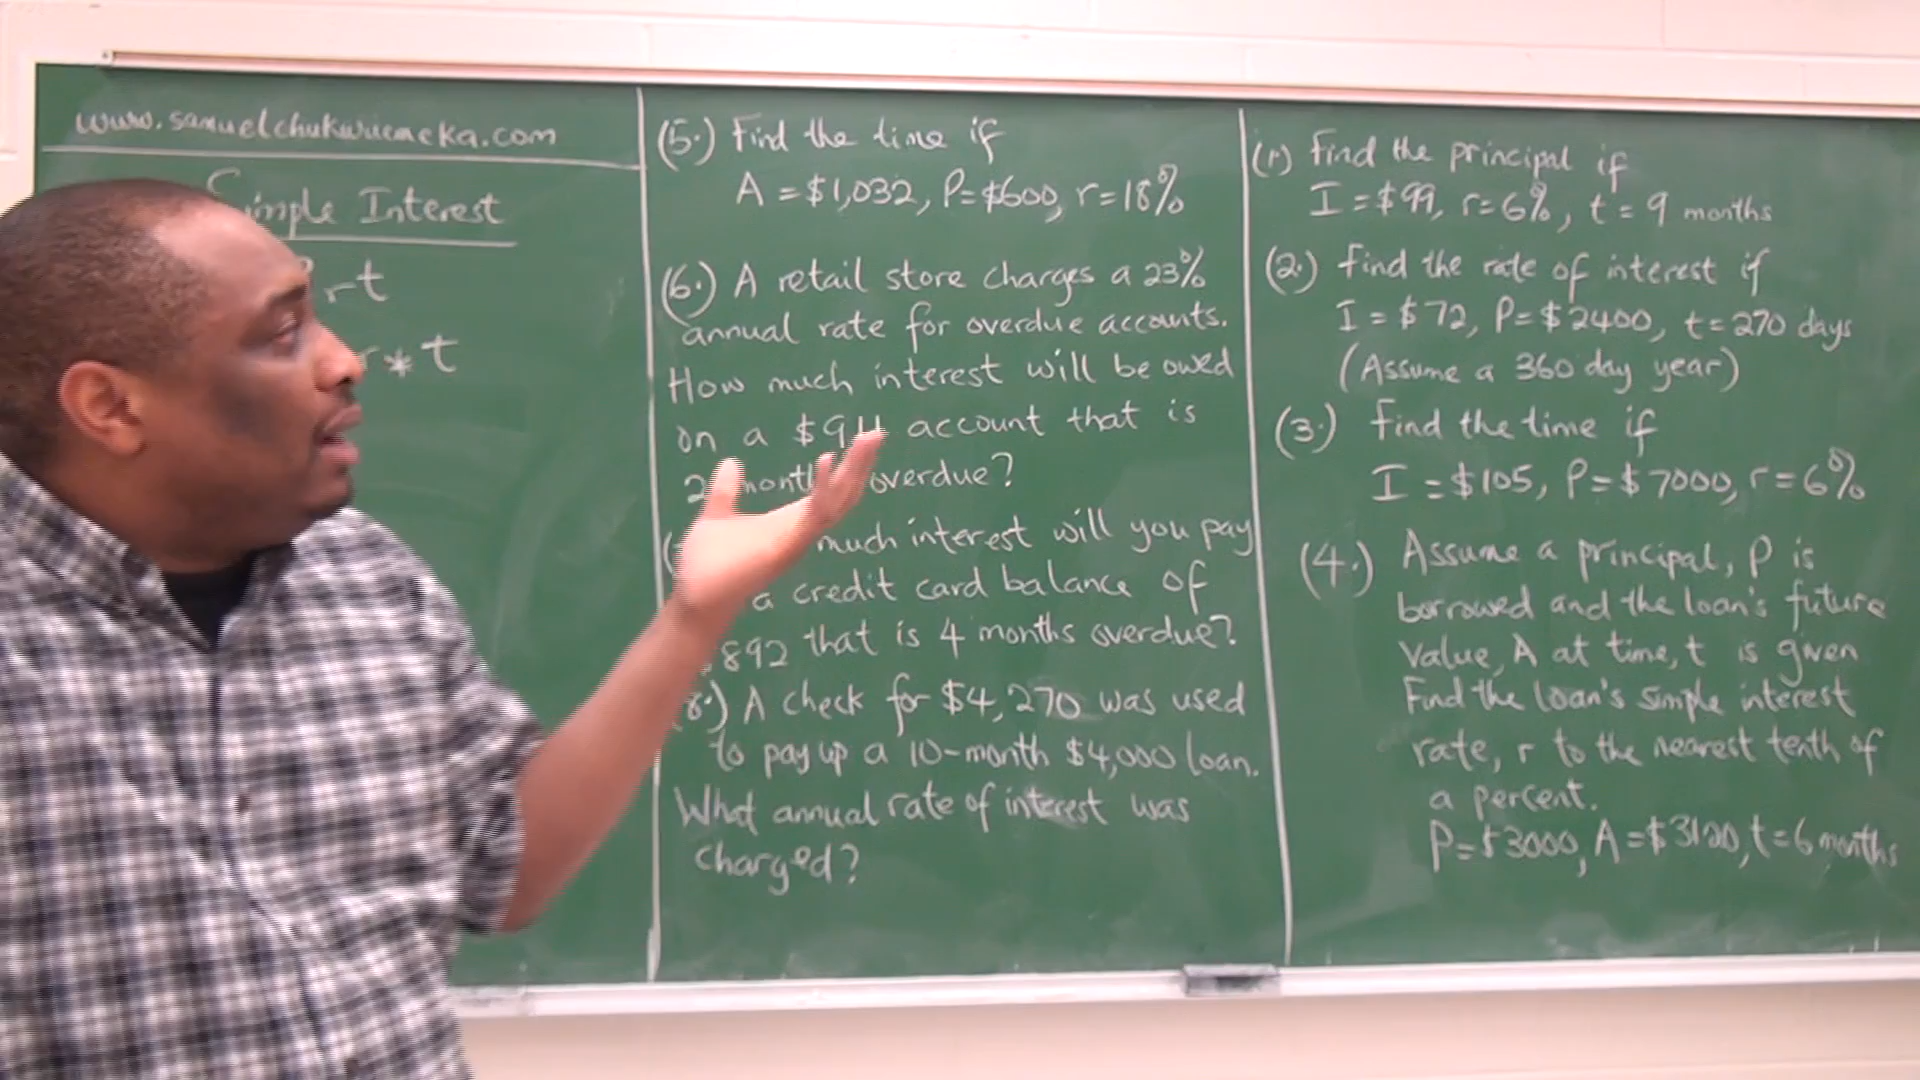 www.samuelchukwuemeka.com
Simple Interest
rt
* t
(5.) Find the time if
A = $1,032, P=$600, r=18%
(6.) A retail store charges a 23%
annual rate for overdue accounts.
How much interest will be owed
on a account that is
2 overdue?
much interest will you pay
a credit card balance of
892 that is 4 months overdue?
8.) A check for $4,270 was used
to pay up a 10-month $4,000 loan.
What annual rate of interest was
charged?
(1) Find the principal if
I = $99, r=6%, t = 9 months
(2.) Find the rate of interest if
I = $72, P=$2400, t=270 days
(Assume a 360 day year)
(3.) Find the time if
I = $105, P=$7000, r=6%
(4.) Assume a principal, P is
borrowed and the loan's future
value, A at time, t is given
Find the loan's simple interest
rate, r to the nearest tenth of
a percent.
P=$3000, A=$3100, t=6 months